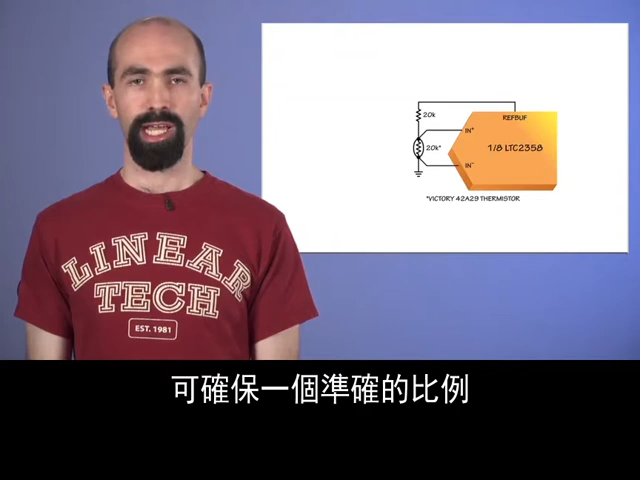 LINEAR
TECH
EST. 1981
20k
20k*
IN+
IN−
REFBUF
1/8 LTC2358
*VICTORY 42A29 THERMISTOR
可確保一個準確的比例